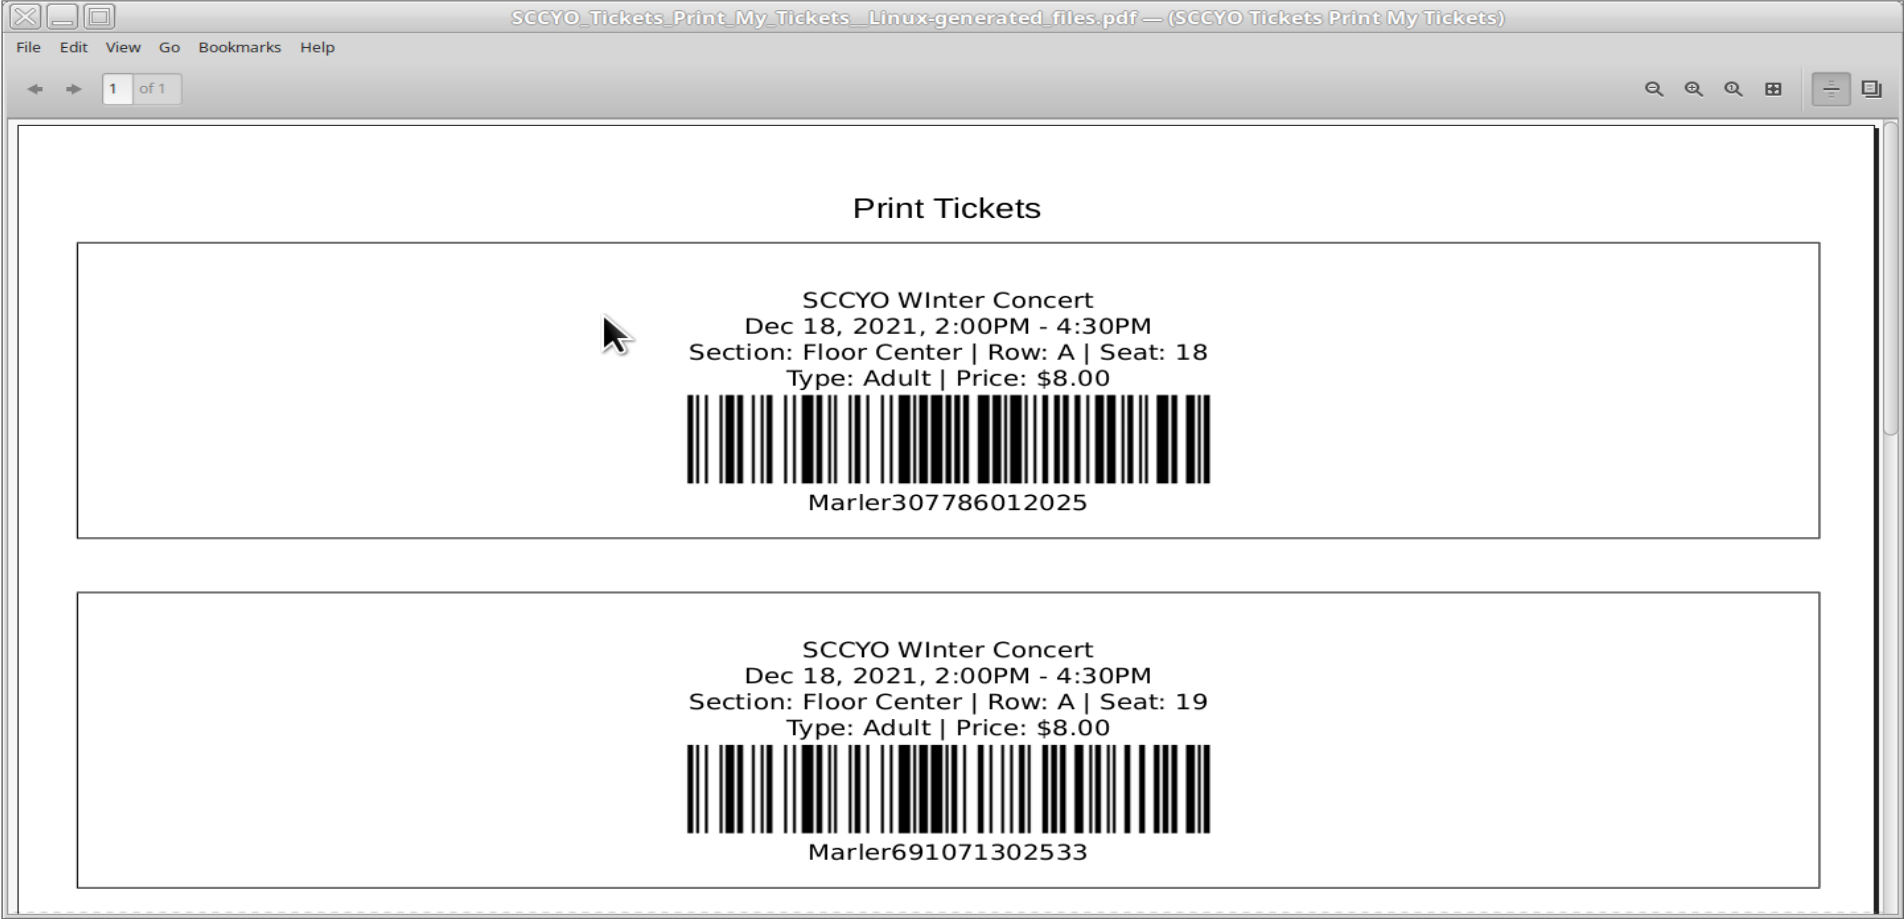 SCCYO_Tickets_Print_My_Tickets__Linux-generated_files.pdf — (SCCYO Tickets Print My Tickets)
File Edit View Go Bookmarks Help
1 of 1
Print Tickets
SCCYO WInter Concert
Dec 18, 2021, 2:00PM - 4:30PM
Section: Floor Center | Row: A | Seat: 18
Type: Adult | Price: $8.00
Marler307786012025
SCCYO WInter Concert
Dec 18, 2021, 2:00PM - 4:30PM
Section: Floor Center | Row: A | Seat: 19
Type: Adult | Price: $8.00
Marler691071302533